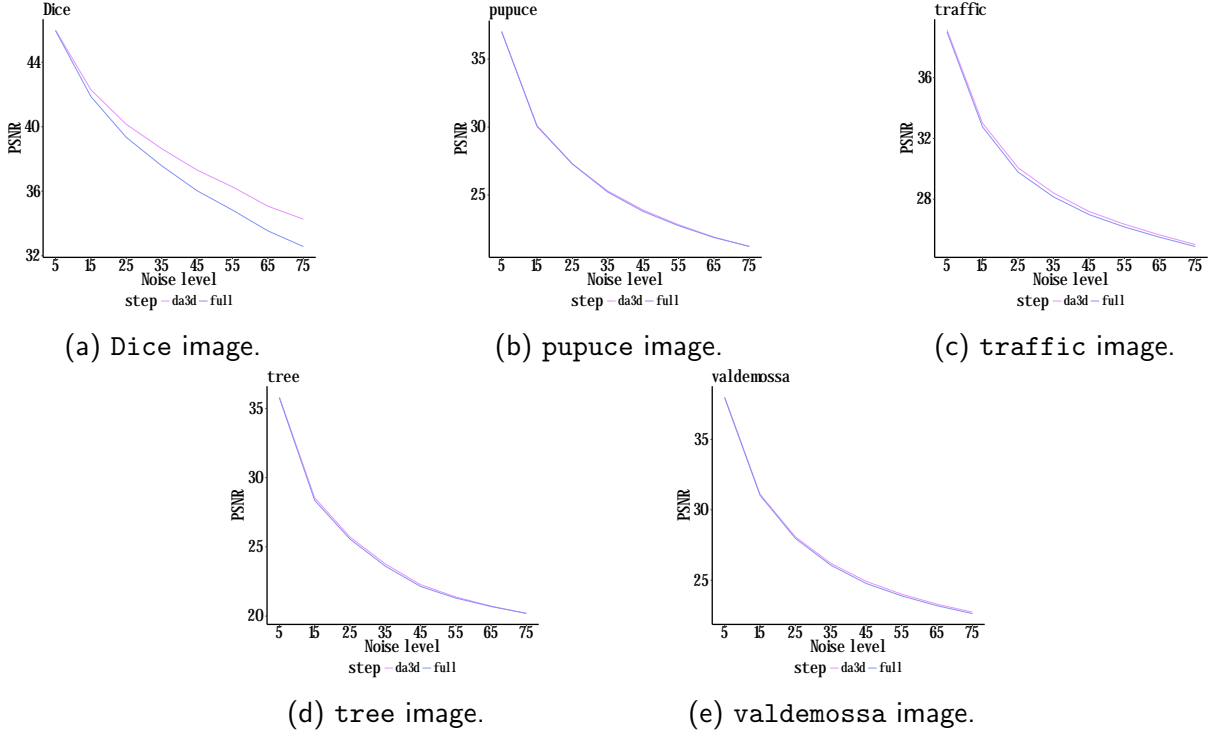 Dice
PSNR
44
40
36
32
5 15 25 35 45 55 65 75
Noise level
step da3d full
(a) Dice image.
pupuce
PSNR
35
30
25
5 15 25 35 45 55 65 75
Noise level
step da3d full
(b) pupuce image.
traffic
PSNR
36
32
28
5 15 25 35 45 55 65 75
Noise level
step da3d full
(c) traffic image.
tree
PSNR
35
30
25
20
5 15 25 35 45 55 65 75
Noise level
step da3d full
(d) tree image.
valdemossa
PSNR
35
30
25
5 15 25 35 45 55 65 75
Noise level
step da3d full
(e) valdemossa image.